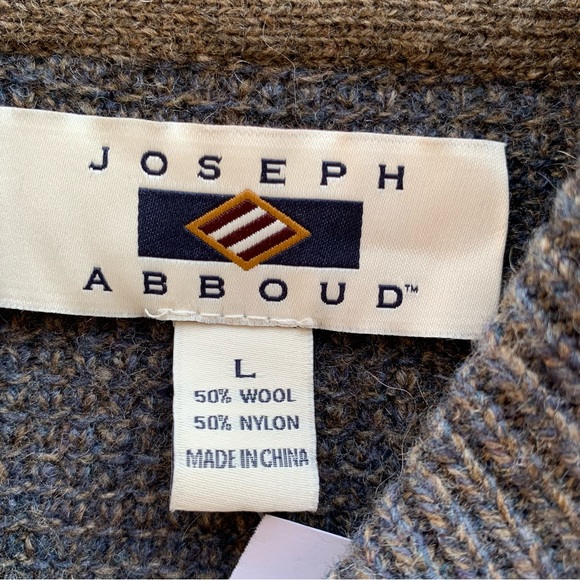 JOSEPH
ABBOUD™
L
50% WOOL
50% NYLON
MADE IN CHINA